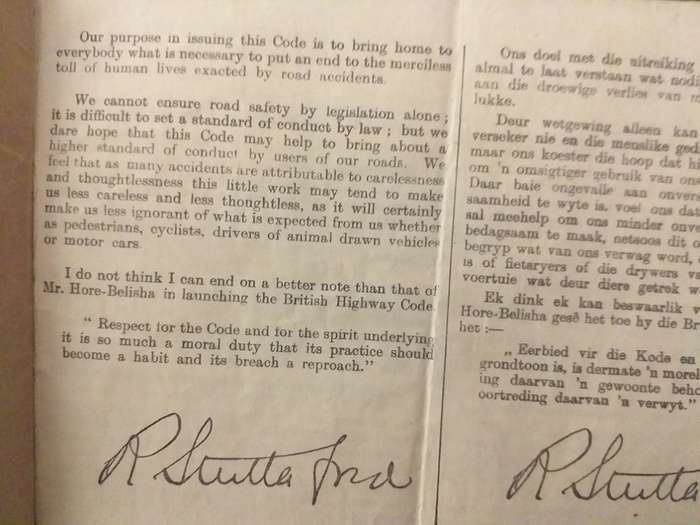 Our purpose in issuing this Code is to bring home to
everybody what is necessary to put an end to the merciless
toll of human lives exacted by road accidents.
We cannot ensure road safety by legislation alone;
it is difficult to set a standard of conduct by law; but we
dare hope that this Code may help to bring about a
higher standard of conduct by users of our roads. We
feel that as many accidents are attributable to carelessness
and thoughtlessness this little work may tend to make
us less careless and less thoughtless, as it will certainly
make us less ignorant of what is expected from us whether
as pedestrians, cyclists, drivers of animal drawn vehicles
or motor cars.
I do not think I can end on a better note than that of
Mr. Hore-Belisha in launching the British Highway Code.
" Respect for the Code and for the spirit underlying
it is so much a moral duty that its practice should
become a habit and its breach a reproach."
R Stuttaford
Ons doel met die uitreiking
almal te laat verstaan wat nodi
aan die droewige verlies van m
lukke.
Deur wetgewing alleen kan
verseker nie en die menslike ged
maar ons koester die hoop dat hi
om 'n omsigtiger gebruik van ons
Daar baie ongevalle aan onvers
saamheid te wyte is, voel ons dat
sal meehelp om ons minder onve
bedagsaam te maak, netsoos dit o
begryp wat van ons verwag word,
is of fietsryers of die drywers v
voertuie wat deur diere getrek w
Ek dink ek kan beswaarlik v
Hore-Belisha gesê het toe hy die Br
het :—
„ Eerbied vir die Kode en
grondtoon is, is dermate 'n morel
ing daarvan 'n gewoonte beho
oortreding daarvan 'n verwyt."
R Stutta